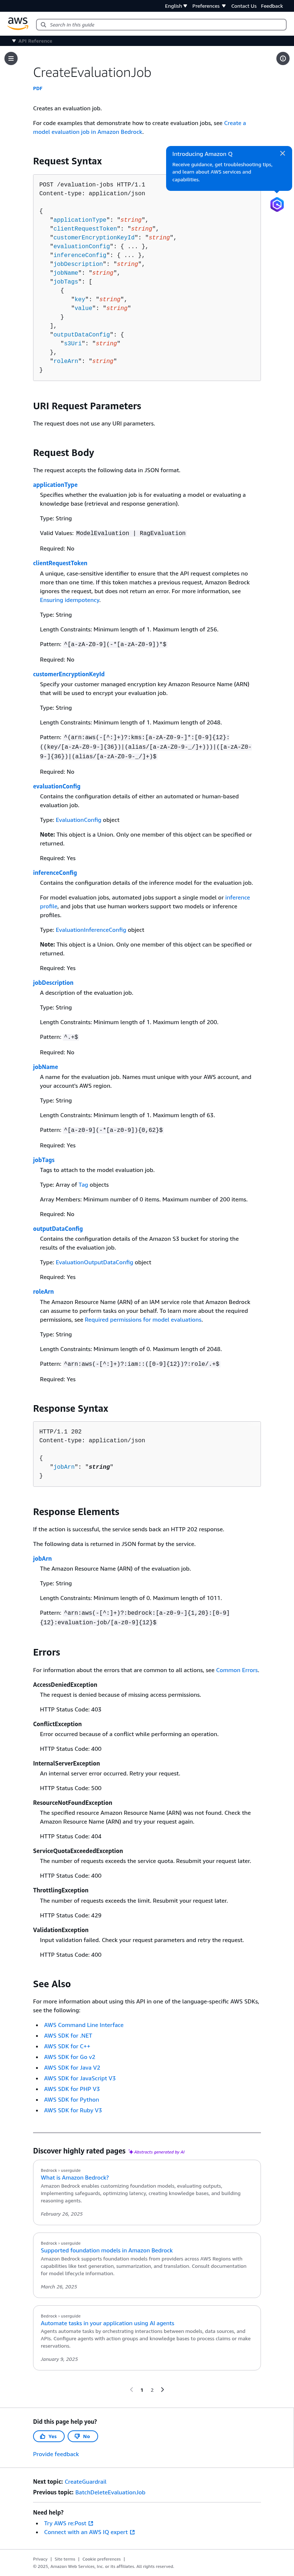 English ▼ Preferences ▼ Contact Us Feedback
aws
Search in this guide
▼ API Reference
CreateEvaluationJob
PDF
Creates an evaluation job.
For code examples that demonstrate how to create evaluation jobs, see Create a
model evaluation job in Amazon Bedrock.
Introducing Amazon Q
Receive guidance, get troubleshooting tips,
and learn about AWS services and
capabilities.
Request Syntax
POST /evaluation-jobs HTTP/1.1
Content-type: application/json
{
"applicationType": "string",
"clientRequestToken": "string",
"customerEncryptionKeyId": "string",
"evaluationConfig": { ... },
"inferenceConfig": { ... },
"jobDescription": "string",
"jobName": "string",
"jobTags": [
{
"key": "string",
"value": "string"
}
],
"outputDataConfig": {
"s3Uri": "string"
},
"roleArn": "string"
}
URI Request Parameters
The request does not use any URI parameters.
Request Body
The request accepts the following data in JSON format.
applicationType
Specifies whether the evaluation job is for evaluating a model or evaluating a
knowledge base (retrieval and response generation).
Type: String
Valid Values: ModelEvaluation | RagEvaluation
Required: No
clientRequestToken
A unique, case-sensitive identifier to ensure that the API request completes no
more than one time. If this token matches a previous request, Amazon Bedrock
ignores the request, but does not return an error. For more information, see
Ensuring idempotency.
Type: String
Length Constraints: Minimum length of 1. Maximum length of 256.
Pattern: ^[a-zA-Z0-9](-*[a-zA-Z0-9])*$
Required: No
customerEncryptionKeyId
Specify your customer managed encryption key Amazon Resource Name (ARN)
that will be used to encrypt your evaluation job.
Type: String
Length Constraints: Minimum length of 1. Maximum length of 2048.
Pattern: ^(arn:aws(-[^:]+)?:kms:[a-zA-Z0-9-]*:[0-9]{12}:
((key/[a-zA-Z0-9-]{36})|(alias/[a-zA-Z0-9-_/]+)))|([a-zA-Z0-
9-]{36})|(alias/[a-zA-Z0-9-_/]+)$
Required: No
evaluationConfig
Contains the configuration details of either an automated or human-based
evaluation job.
Type: EvaluationConfig object
Note: This object is a Union. Only one member of this object can be specified or
returned.
Required: Yes
inferenceConfig
Contains the configuration details of the inference model for the evaluation job.
For model evaluation jobs, automated jobs support a single model or inference
profile, and jobs that use human workers support two models or inference
profiles.
Type: EvaluationInferenceConfig object
Note: This object is a Union. Only one member of this object can be specified or
returned.
Required: Yes
jobDescription
A description of the evaluation job.
Type: String
Length Constraints: Minimum length of 1. Maximum length of 200.
Pattern: ^.+$
Required: No
jobName
A name for the evaluation job. Names must unique with your AWS account, and
your account's AWS region.
Type: String
Length Constraints: Minimum length of 1. Maximum length of 63.
Pattern: ^[a-z0-9](-*[a-z0-9]){0,62}$
Required: Yes
jobTags
Tags to attach to the model evaluation job.
Type: Array of Tag objects
Array Members: Minimum number of 0 items. Maximum number of 200 items.
Required: No
outputDataConfig
Contains the configuration details of the Amazon S3 bucket for storing the
results of the evaluation job.
Type: EvaluationOutputDataConfig object
Required: Yes
roleArn
The Amazon Resource Name (ARN) of an IAM service role that Amazon Bedrock
can assume to perform tasks on your behalf. To learn more about the required
permissions, see Required permissions for model evaluations.
Type: String
Length Constraints: Minimum length of 0. Maximum length of 2048.
Pattern: ^arn:aws(-[^:]+)?:iam::([0-9]{12})?:role/.+$
Required: Yes
Response Syntax
HTTP/1.1 202
Content-type: application/json
{
"jobArn": "string"
}
Response Elements
If the action is successful, the service sends back an HTTP 202 response.
The following data is returned in JSON format by the service.
jobArn
The Amazon Resource Name (ARN) of the evaluation job.
Type: String
Length Constraints: Minimum length of 0. Maximum length of 1011.
Pattern: ^arn:aws(-[^:]+)?:bedrock:[a-z0-9-]{1,20}:[0-9]
{12}:evaluation-job/[a-z0-9]{12}$
Errors
For information about the errors that are common to all actions, see Common Errors.
AccessDeniedException
The request is denied because of missing access permissions.
HTTP Status Code: 403
ConflictException
Error occurred because of a conflict while performing an operation.
HTTP Status Code: 400
InternalServerException
An internal server error occurred. Retry your request.
HTTP Status Code: 500
ResourceNotFoundException
The specified resource Amazon Resource Name (ARN) was not found. Check the
Amazon Resource Name (ARN) and try your request again.
HTTP Status Code: 404
ServiceQuotaExceededException
The number of requests exceeds the service quota. Resubmit your request later.
HTTP Status Code: 400
ThrottlingException
The number of requests exceeds the limit. Resubmit your request later.
HTTP Status Code: 429
ValidationException
Input validation failed. Check your request parameters and retry the request.
HTTP Status Code: 400
See Also
For more information about using this API in one of the language-specific AWS SDKs,
see the following:
• AWS Command Line Interface
• AWS SDK for .NET
• AWS SDK for C++
• AWS SDK for Go v2
• AWS SDK for Java V2
• AWS SDK for JavaScript V3
• AWS SDK for PHP V3
• AWS SDK for Python
• AWS SDK for Ruby V3
Discover highly rated pages Abstracts generated by AI
Bedrock › userguide
What is Amazon Bedrock?
Amazon Bedrock enables customizing foundation models, evaluating outputs,
implementing safeguards, optimizing latency, creating knowledge bases, and building
reasoning agents.
February 26, 2025
Bedrock › userguide
Supported foundation models in Amazon Bedrock
Amazon Bedrock supports foundation models from providers across AWS Regions with
capabilities like text generation, summarization, and translation. Consult documentation
for model lifecycle information.
March 26, 2025
Bedrock › userguide
Automate tasks in your application using AI agents
Agents automate tasks by orchestrating interactions between models, data sources, and
APIs. Configure agents with action groups and knowledge bases to process claims or make
reservations.
January 9, 2025
1 2
Did this page help you?
Yes No
Provide feedback
Next topic: CreateGuardrail
Previous topic: BatchDeleteEvaluationJob
Need help?
• Try AWS re:Post
• Connect with an AWS IQ expert
Privacy | Site terms | Cookie preferences |
© 2025, Amazon Web Services, Inc. or its affiliates. All rights reserved.